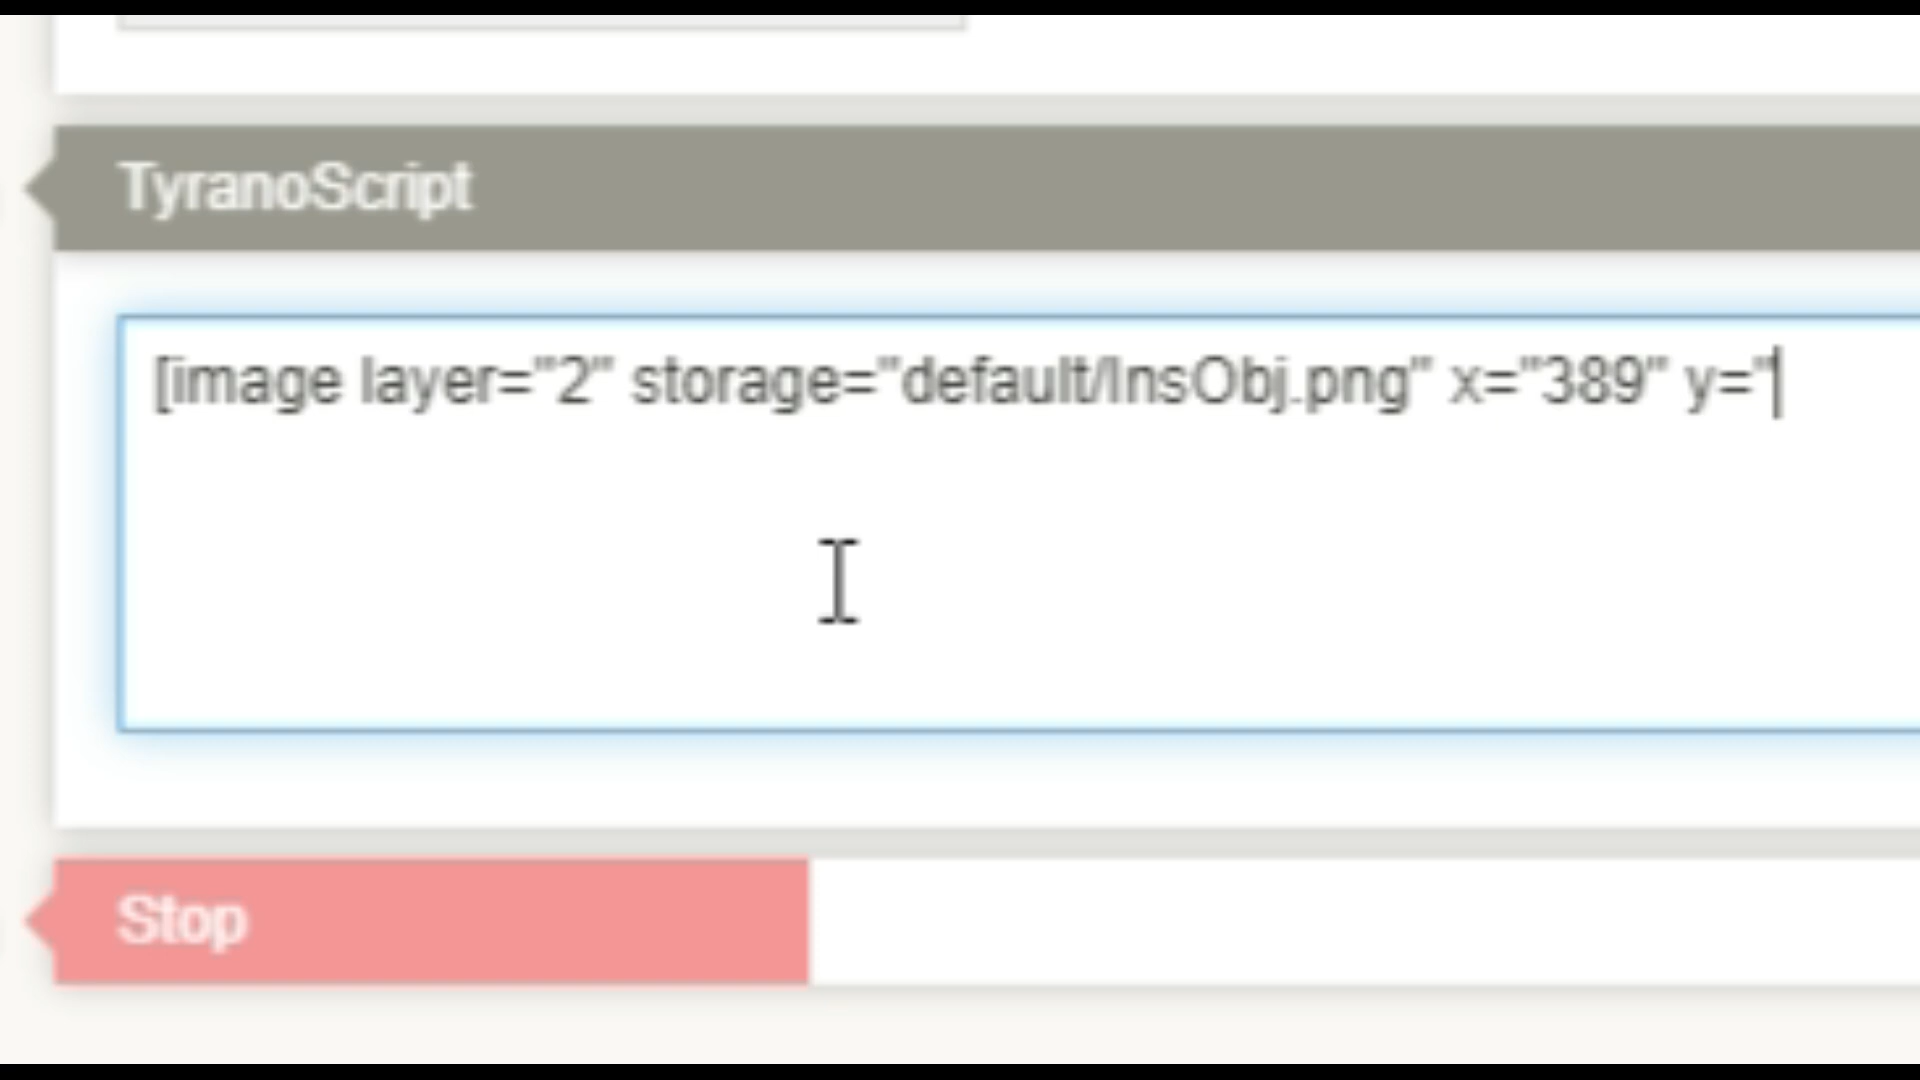 TyranoScript
[image layer="2" storage="default/InsObj.png" x="389" y="
Stop